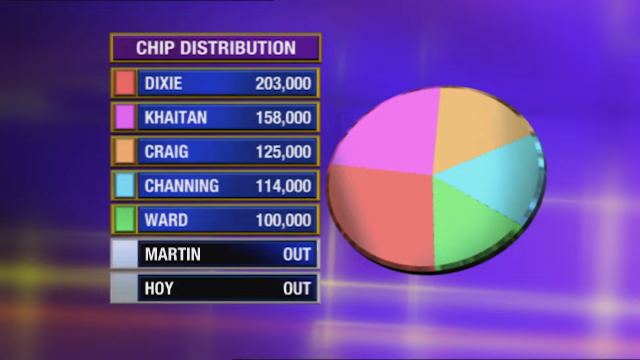 CHIP DISTRIBUTION
DIXIE 203,000
KHAITAN 158,000
CRAIG 125,000
CHANNING 114,000
WARD 100,000
MARTIN OUT
HOY OUT